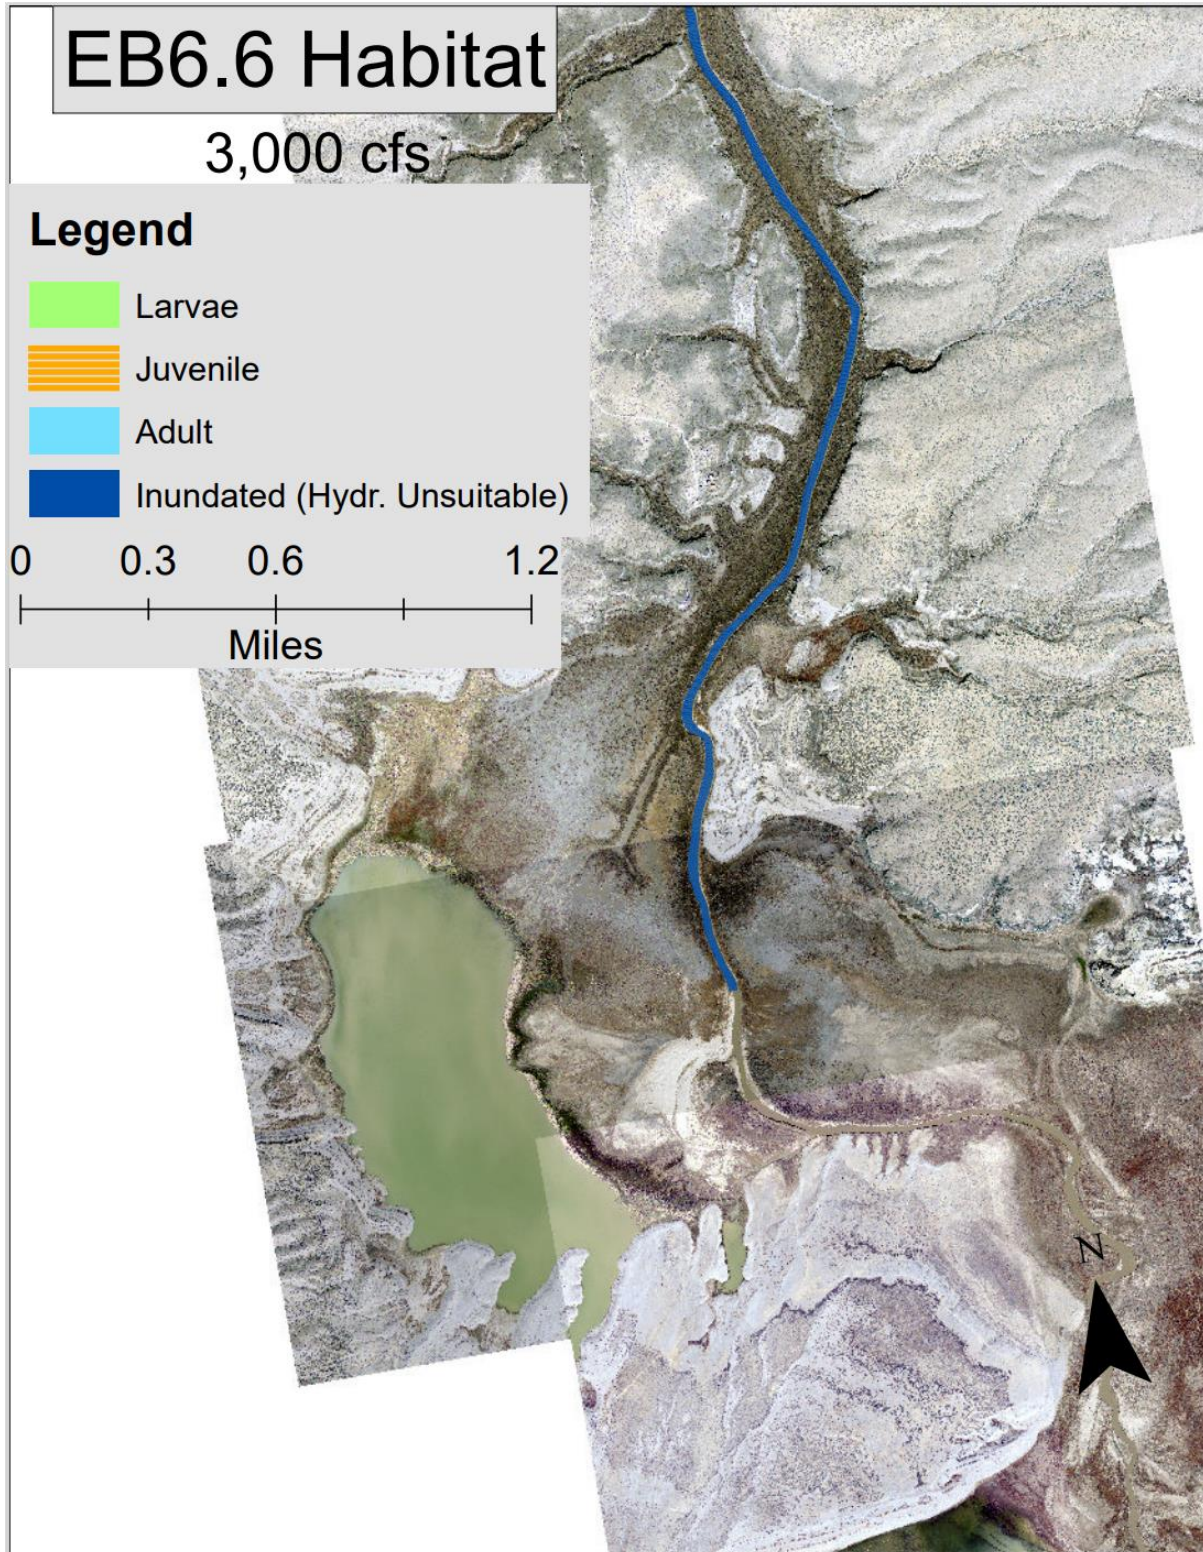 EB6.6 Habitat
3,000 cfs
Legend
Larvae
Juvenile
Adult
Inundated (Hydr. Unsuitable)
0 0.3 0.6 1.2
Miles
N